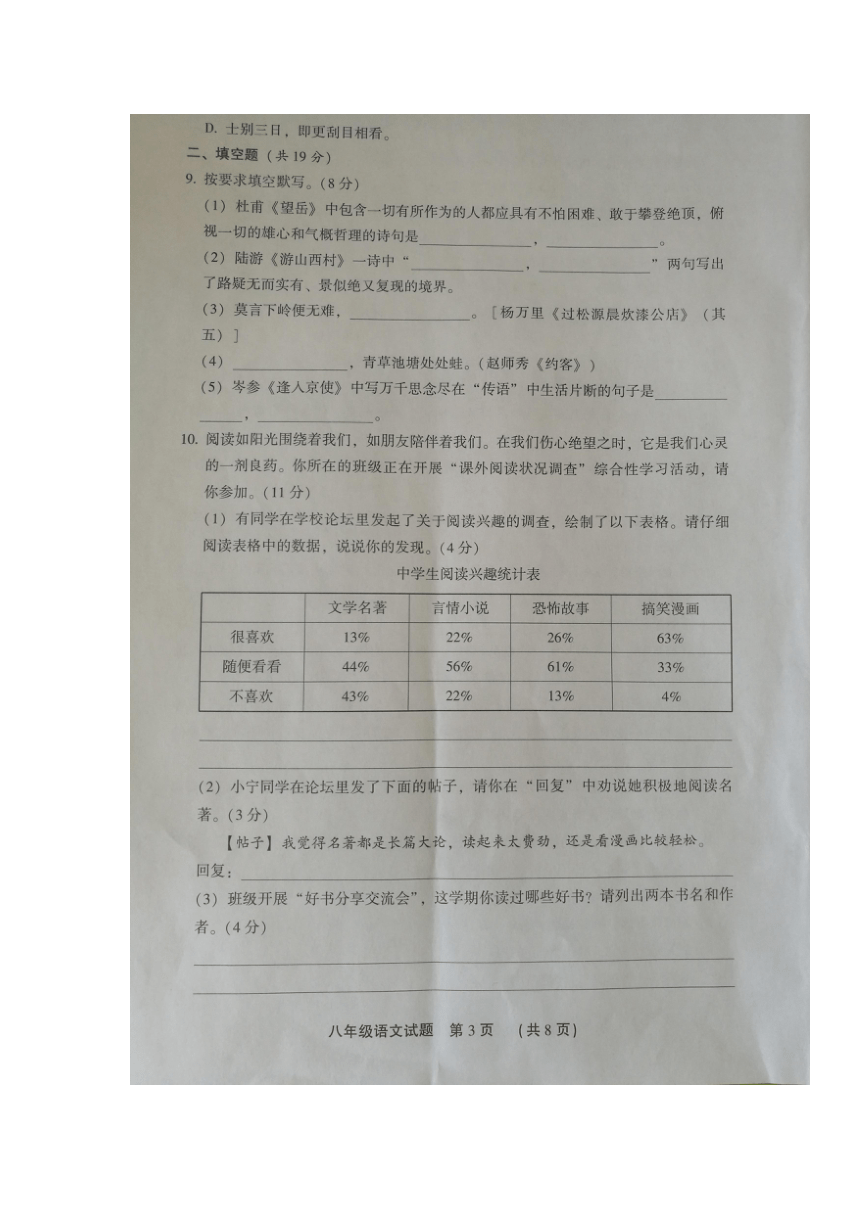 D. 士别三日，即更刮目相看。
二、填空题（共 19 分）
9. 按要求填空默写。（8 分）
（1）杜甫《望岳》中包含一切有所作为的人都应具有不怕困难、敢于攀登绝顶，俯
视一切的雄心和气概哲理的诗句是____________，____________。
（2）陆游《游山西村》一诗中“____________，____________”两句写出
了路疑无而实有、景似绝又复现的境界。
（3）莫言下岭便无难，____________。［杨万里《过松源晨炊漆公店》（其
五）］
（4）____________，青草池塘处处蛙。（赵师秀《约客》）
（5）岑参《逢入京使》中写万千思念尽在“传语”中生活片断的句子是________
____，____________。
10. 阅读如阳光围绕着我们，如朋友陪伴着我们。在我们伤心绝望之时，它是我们心灵
的一剂良药。你所在的班级正在开展“课外阅读状况调查”综合性学习活动，请
你参加。（11 分）
（1）有同学在学校论坛里发起了关于阅读兴趣的调查，绘制了以下表格。请仔细
阅读表格中的数据，说说你的发现。（4 分）
中学生阅读兴趣统计表
文学名著 言情小说 恐怖故事 搞笑漫画
很喜欢 13% 22% 26% 63%
随便看看 44% 56% 61% 33%
不喜欢 43% 22% 13% 4%
（2）小宁同学在论坛里发了下面的帖子，请你在“回复”中劝说她积极地阅读名
著。（3 分）
【帖子】我觉得名著都是长篇大论，读起来太费劲，还是看漫画比较轻松。
回复：____________
（3）班级开展“好书分享交流会”，这学期你读过哪些好书？请列出两本书名和作
者。（4 分）
八年级语文试题 第 3 页 （共 8 页）